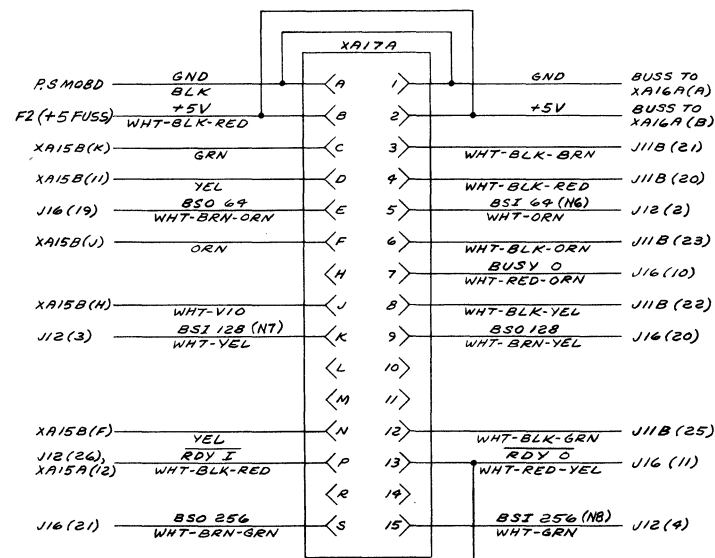 XA17A
P.S MOBD GND BLK A 1 GND BUSS TO XA16A(A)
F2 (+5 FUSS) +5V WHT-BLK-RED B 2 +5V BUSS TO XA16A(B)
XA15B(K) GRN C 3 WHT-BLK-BRN J11B (21)
XA15B(11) YEL D 4 WHT-BLK-RED J11B (20)
J16 (19) BSO 64 WHT-BRN-ORN E 5 BSI 64 (N6) WHT-ORN J12 (2)
XA15B(J) ORN F 6 WHT-BLK-ORN J11B (23)
H 7 BUSY O WHT-RED-ORN J16 (10)
XA15B(H) WHT-VIO J 8 WHT-BLK-YEL J11B (22)
J12 (3) BSI 128 (N7) WHT-YEL K 9 BSO 128 WHT-BRN-YEL J16 (20)
L 10
M 11
XA15B(F) YEL N 12 WHT-BLK-GRN J11B (25)
J12 (26), XA15A(12) RDY I WHT-BLK-RED P 13 RDY O WHT-RED-YEL J16 (11)
R 14
J16 (21) BSO 256 WHT-BRN-GRN S 15 BSI 256 (N8) WHT-GRN J12 (4)